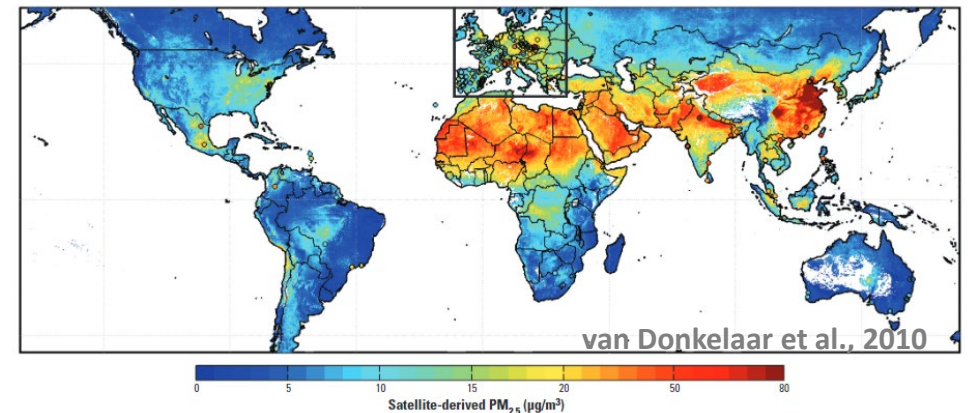 van Donkelaar et al., 2010
0 5 10 15 20 50 80
Satellite-derived PM2.5 (µg/m³)